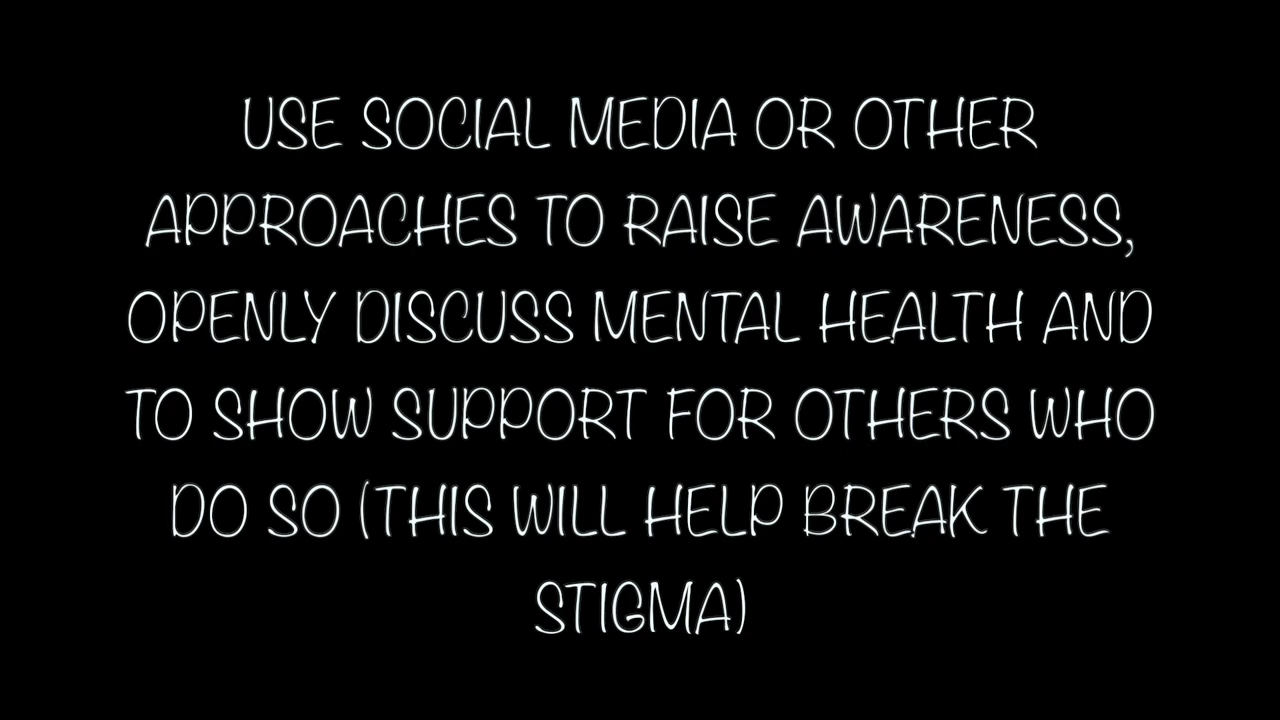 USE SOCIAL MEDIA OR OTHER
APPROACHES TO RAISE AWARENESS,
OPENLY DISCUSS MENTAL HEALTH AND
TO SHOW SUPPORT FOR OTHERS WHO
DO SO (THIS WILL HELP BREAK THE
STIGMA)